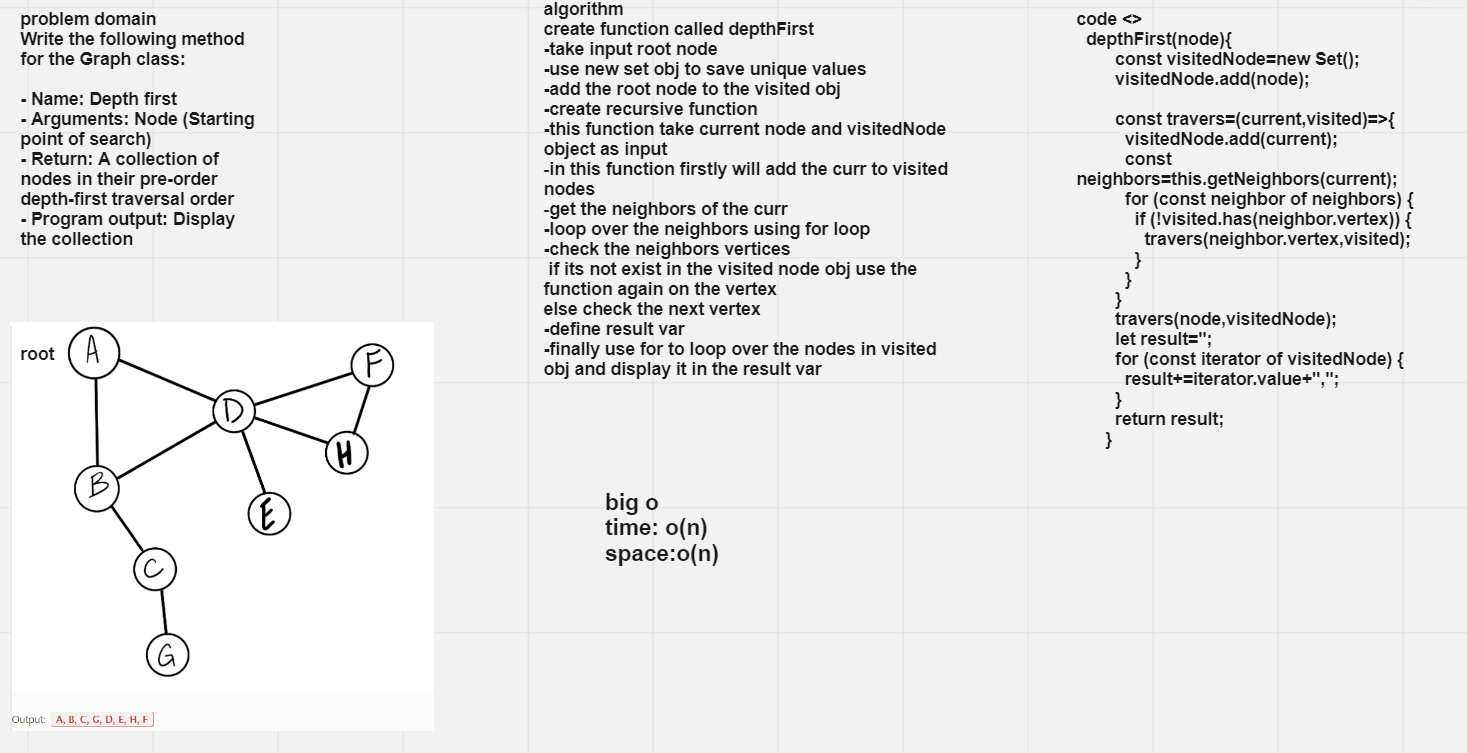 problem domain
Write the following method
for the Graph class:
- Name: Depth first
- Arguments: Node (Starting
point of search)
- Return: A collection of
nodes in their pre-order
depth-first traversal order
- Program output: Display
the collection
root
A
F
D
H
B
E
C
G
Output: A, B, C, G, D, E, H, F
algorithm
create function called depthFirst
-take input root node
-use new set obj to save unique values
-add the root node to the visited obj
-create recursive function
-this function take current node and visitedNode
object as input
-in this function firstly will add the curr to visited
nodes
-get the neighbors of the curr
-loop over the neighbors using for loop
-check the neighbors vertices
if its not exist in the visited node obj use the
function again on the vertex
else check the next vertex
-define result var
-finally use for to loop over the nodes in visited
obj and display it in the result var
big o
time: o(n)
space:o(n)
code <>
depthFirst(node){
const visitedNode=new Set();
visitedNode.add(node);
const travers=(current,visited)=>{
visitedNode.add(current);
const
neighbors=this.getNeighbors(current);
for (const neighbor of neighbors) {
if (!visited.has(neighbor.vertex)) {
travers(neighbor.vertex,visited);
}
}
}
travers(node,visitedNode);
let result='';
for (const iterator of visitedNode) {
result+=iterator.value+",";
}
return result;
}